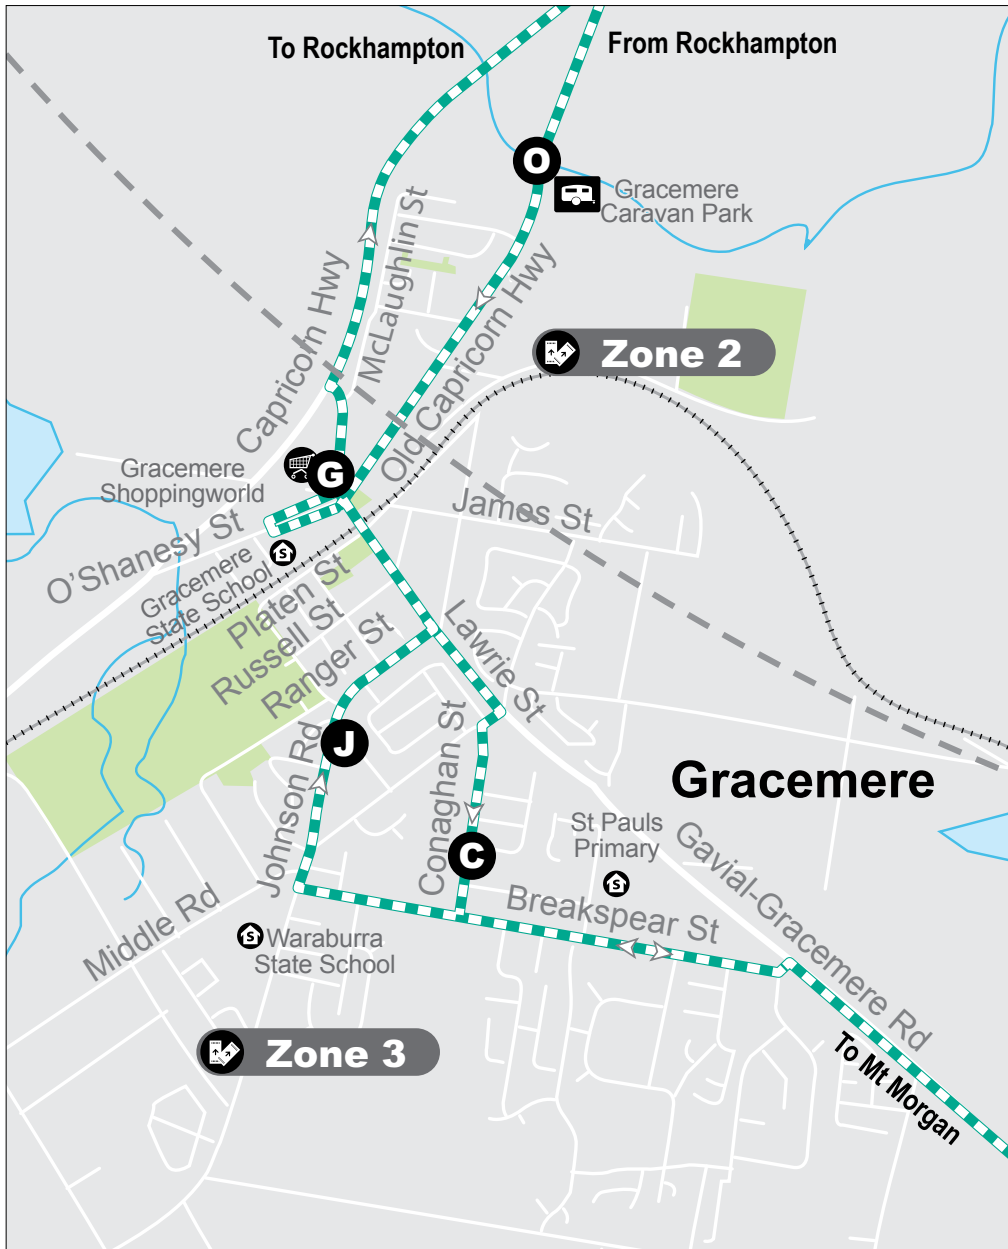 To Rockhampton
From Rockhampton
O
Gracemere
Caravan Park
McLaughlin St
Capricorn Hwy
Old Capricorn Hwy
Zone 2
G
Gracemere
Shoppingworld
James St
O'Shanesy St
S
Gracemere
State School
Platen St
Russell St
Ranger St
Lawrie St
J
Johnson Rd
Conaghan St
Gracemere
St Pauls
Primary
S
C
Gavial-Gracemere Rd
Breakspear St
Middle Rd
S
Waraburra
State School
Zone 3
To Mt Morgan